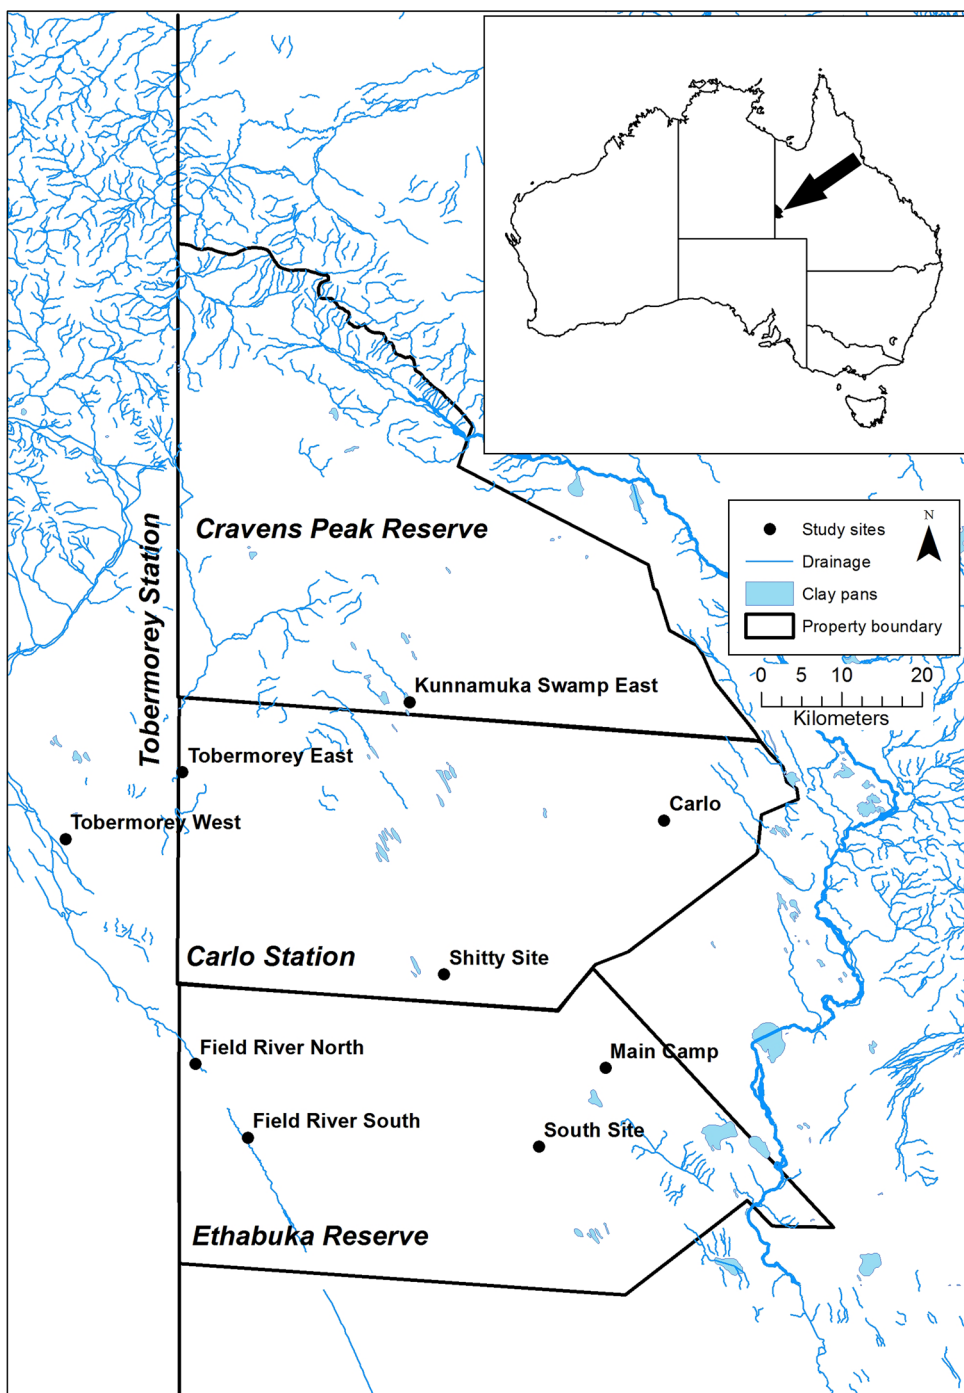 Cravens Peak Reserve
Tobermorey Station
N
Study sites
Drainage
Clay pans
Property boundary
0 5 10 20
Kilometers
Kunnamuka Swamp East
Tobermorey East
Tobermorey West
Carlo
Carlo Station
Shitty Site
Field River North
Main Camp
Field River South
South Site
Ethabuka Reserve